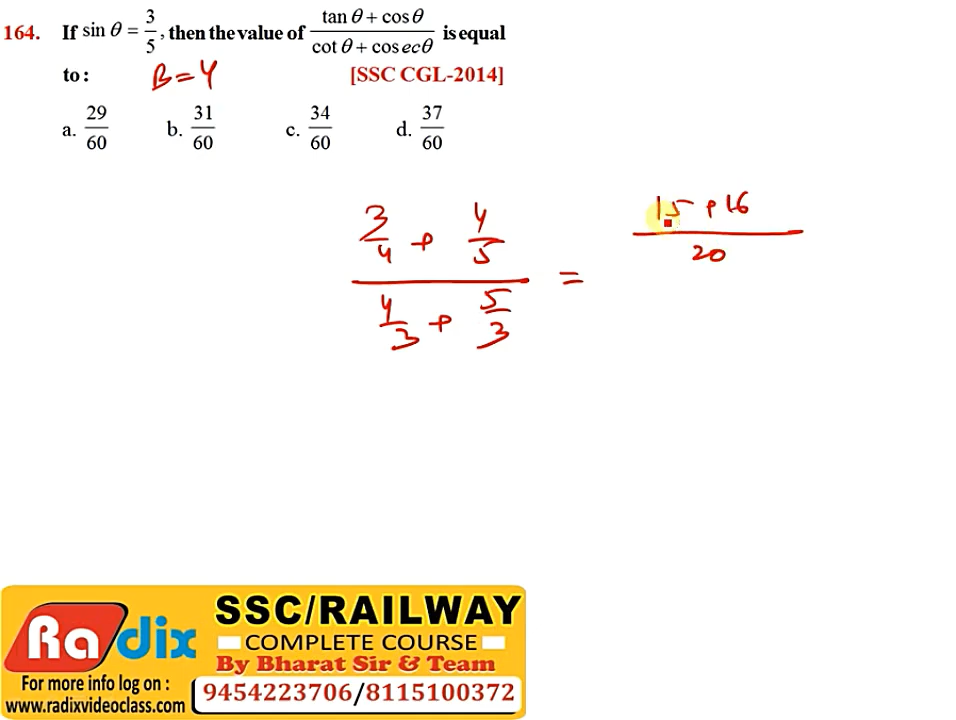 164. If sin θ = 3/5, then the value of (tan θ + cos θ)/(cot θ + cosec θ) is equal
to : B = 4 [SSC CGL-2014]
a. 29/60 b. 31/60 c. 34/60 d. 37/60
(3/4 + 4/5)/(4/3 + 5/3) = (15 + 16)/20
Radix
SSC/RAILWAY
COMPLETE COURSE
By Bharat Sir & Team
For more info log on :
www.radixvideoclass.com
9454223706/8115100372